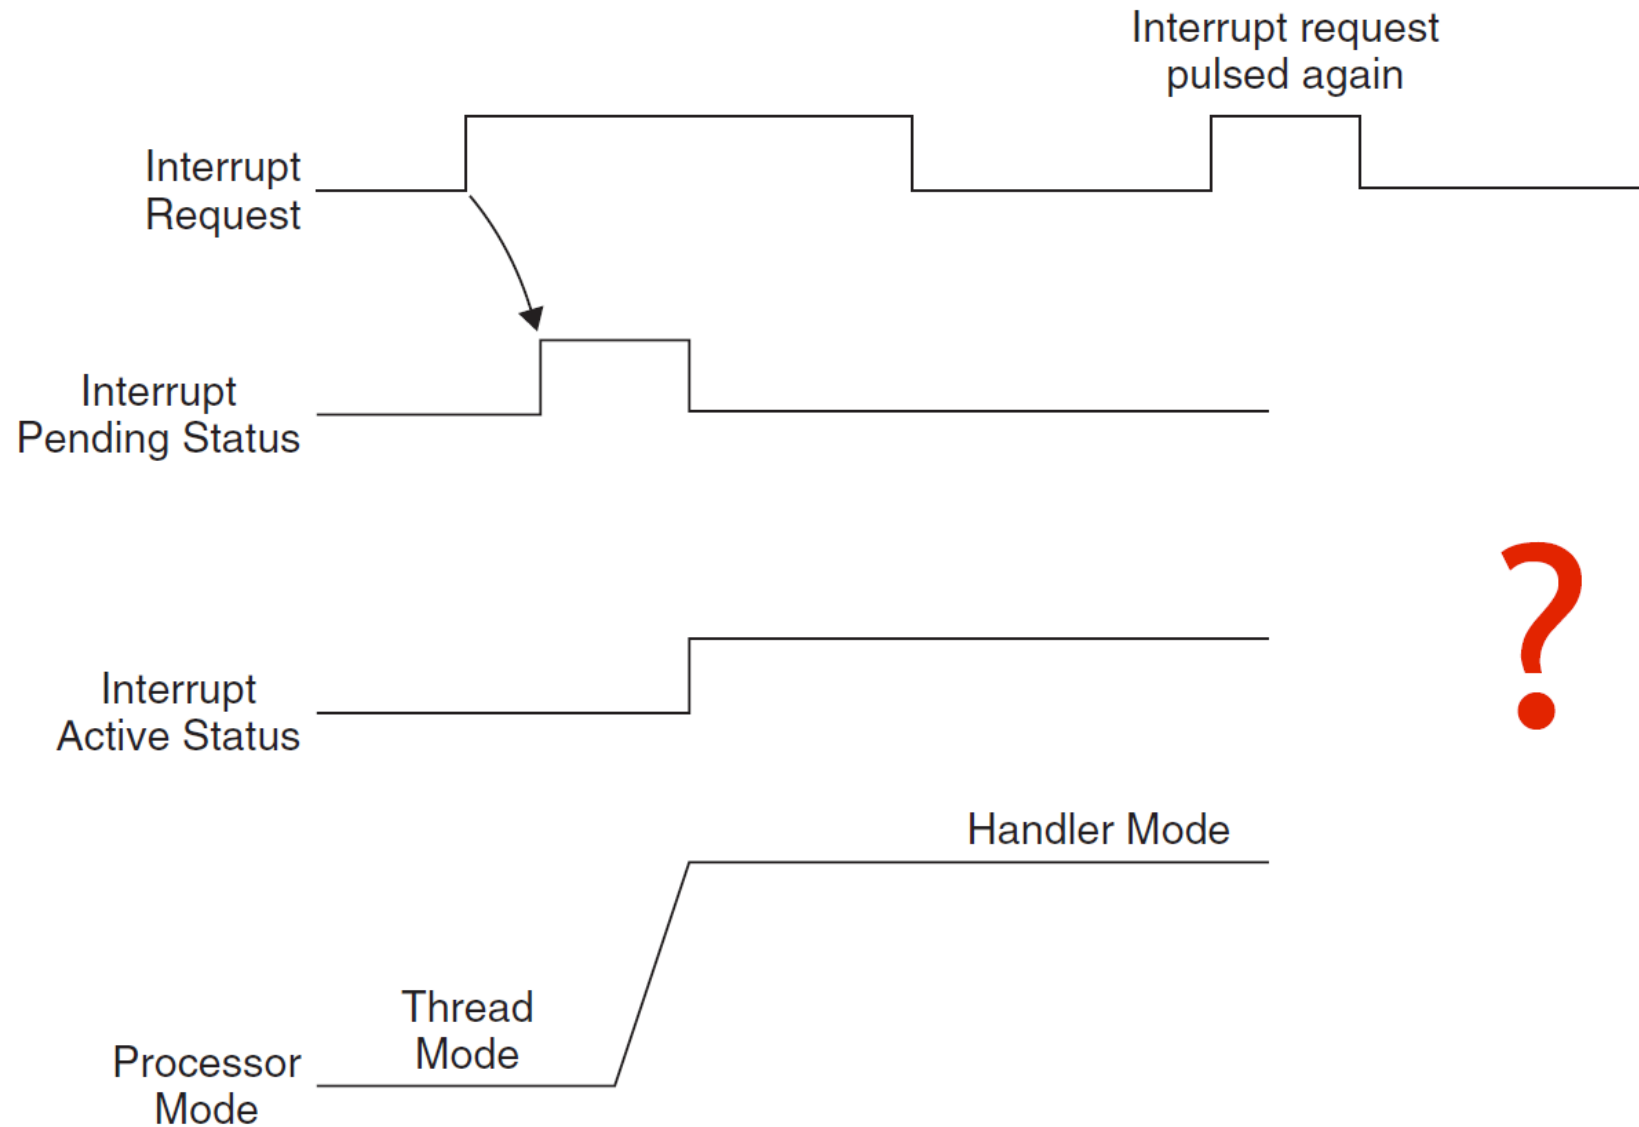 Interrupt request
pulsed again
Interrupt
Request
Interrupt
Pending Status
?
Interrupt
Active Status
Handler Mode
Thread
Mode
Processor
Mode